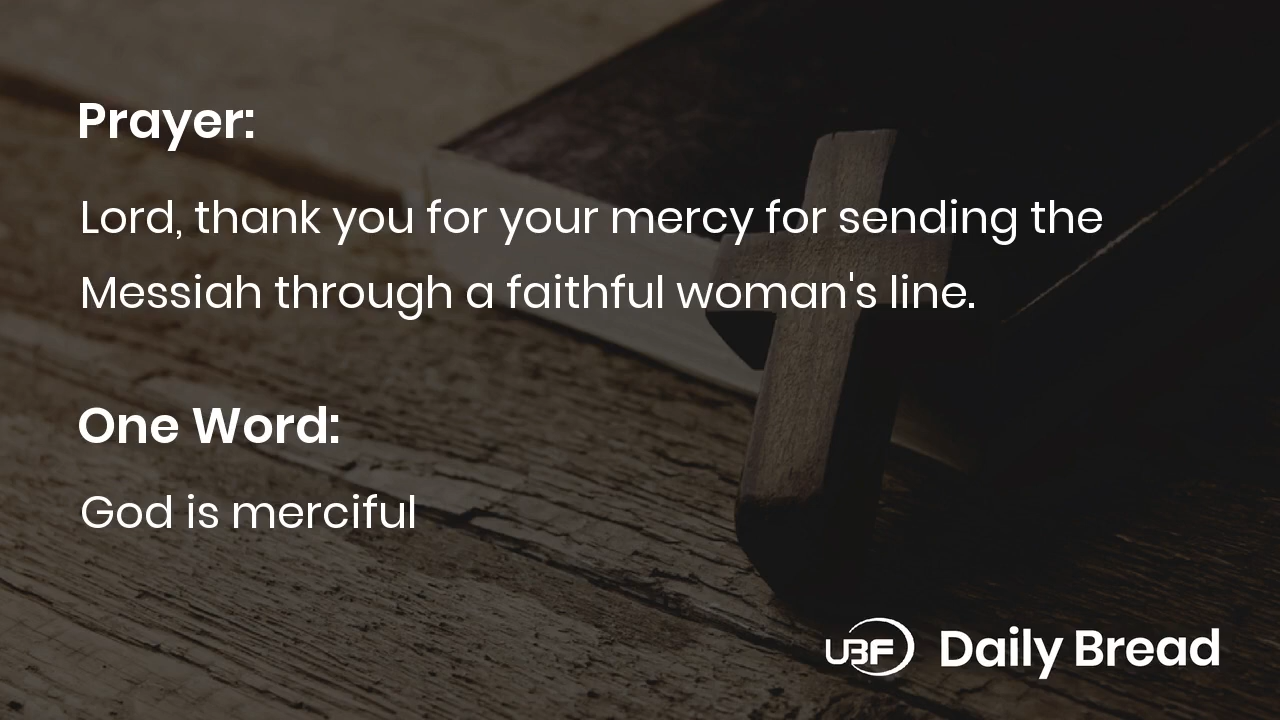 Prayer:
Lord, thank you for your mercy for sending the
Messiah through a faithful woman's line.
One Word:
God is merciful
UBF Daily Bread